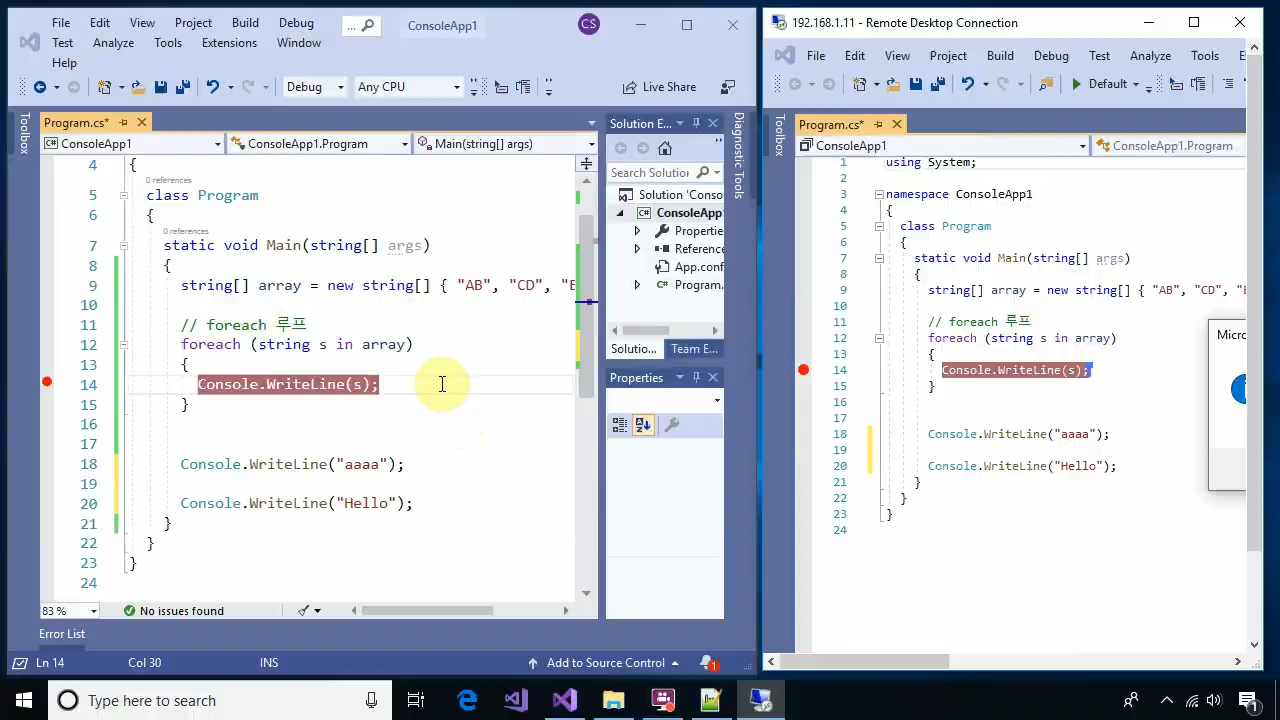 File Edit View Project Build Debug
... ConsoleApp1 CS
Test Analyze Tools Extensions Window
Help
Debug Any CPU Live Share
Toolbox
Program.cs*
ConsoleApp1 ConsoleApp1.Program Main(string[] args)
4 {
0 references
5 class Program
6 {
0 references
7 static void Main(string[] args)
8 {
9 string[] array = new string[] { "AB", "CD", "E
10
11 // foreach 루프
12 foreach (string s in array)
13 {
14 Console.WriteLine(s);
15 }
16
17
18 Console.WriteLine("aaaa");
19
20 Console.WriteLine("Hello");
21 }
22 }
23 }
24
83 % No issues found
Error List
Ln 14 Col 30 INS Add to Source Control 1
Solution E...
Search Solution
Solution 'Conso
ConsoleApp
Propertie
Reference
App.conf
Program.
Solutio... Team E...
Properties
Diagnostic Tools
192.168.1.11 - Remote Desktop Connection
File Edit View Project Build Debug Test Analyze Tools
Default
Toolbox
Program.cs*
ConsoleApp1 ConsoleApp1.Program
1 using System;
2
3 namespace ConsoleApp1
4 {
5 class Program
6 {
7 static void Main(string[] args)
8 {
9 string[] array = new string[] { "AB", "CD", "E
10
11 // foreach 루프
12 foreach (string s in array)
13 {
14 Console.WriteLine(s);
15 }
16
17
18 Console.WriteLine("aaaa");
19
20 Console.WriteLine("Hello");
21 }
22 }
23 }
24
Micro
Type here to search
1